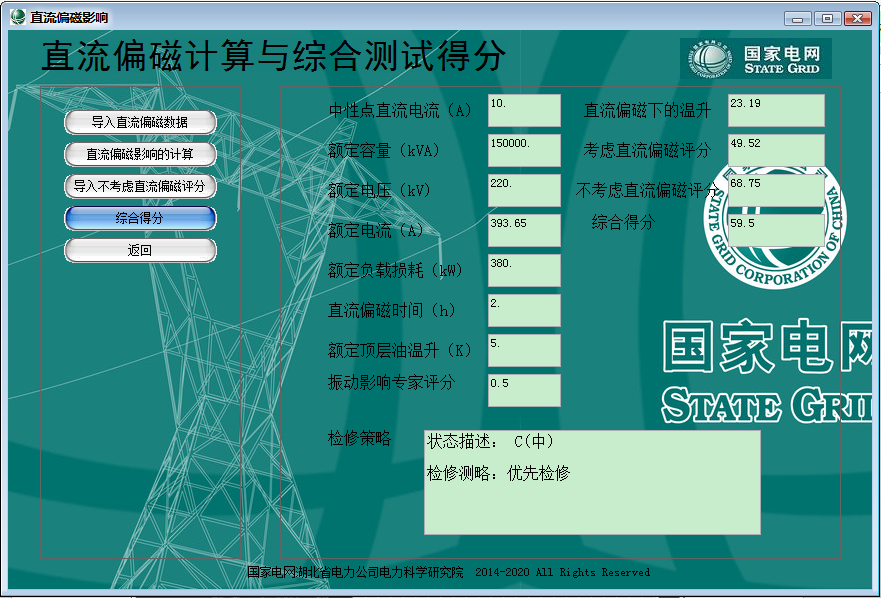 直流偏磁影响
直流偏磁计算与综合测试得分
国家电网
STATE GRID
导入直流偏磁数据
直流偏磁影响的计算
导入不考虑直流偏磁评分
综合得分
返回
中性点直流电流（A） 10.
额定容量（kVA） 150000.
额定电压（kV） 220.
额定电流（A） 393.65
额定负载损耗（kW） 380.
直流偏磁时间（h） 2.
额定顶层油温升（K） 5.
振动影响专家评分 0.5
直流偏磁下的温升 23.19
考虑直流偏磁评分 49.52
不考虑直流偏磁评分 68.75
综合得分 59.5
STATE GRID CORPORATION OF CHINA
国家电网
STATE GRID
检修策略
状态描述： C(中)
检修测略：优先检修
国家电网湖北省电力公司电力科学研究院 2014-2020 All Rights Reserved